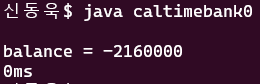 신동욱$ java caltimebank0
balance = -2160000
0ms